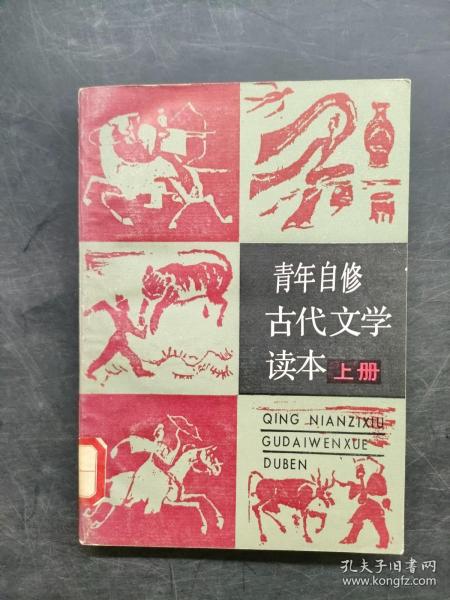 青年自修
古代文学
读本 上册
QING NIANZIXIU
GUDAIWENXUE
DUBEN
孔夫子旧书网
www.kongfz.com